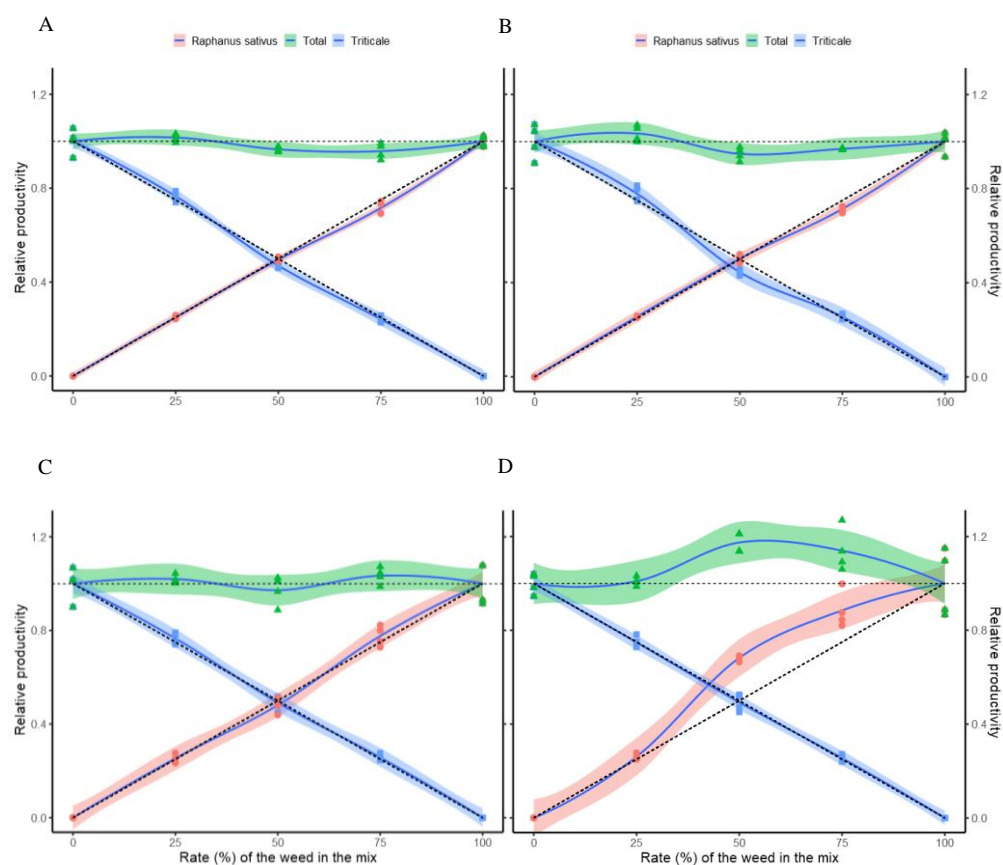 A
B
Raphanus sativus Total Triticale
Raphanus sativus Total Triticale
1.2
0.8
0.4
0.0
Relative productivity
0 25 50 75 100
1.2
0.8
0.4
0.0
Relative productivity
0 25 50 75 100
C
D
1.2
0.8
0.4
0.0
Relative productivity
0 25 50 75 100
Rate (%) of the weed in the mix
1.2
0.8
0.4
0.0
Relative productivity
0 25 50 75 100
Rate (%) of the weed in the mix